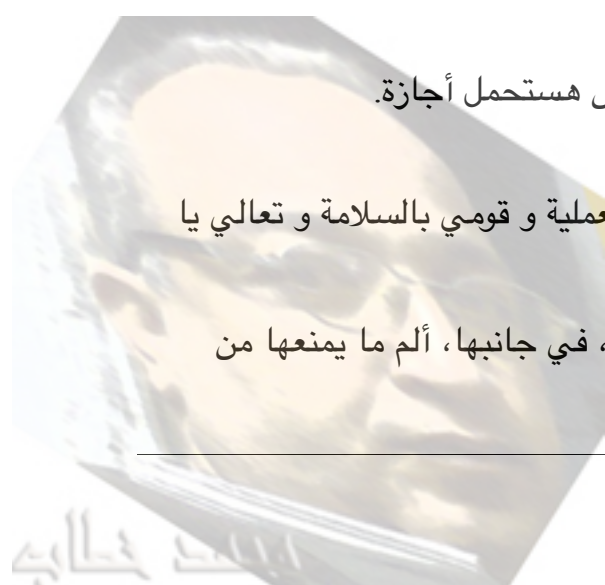 هستحمل أجازة.
عملية و قومي بالسلامة و تعالي يا
، في جانبها، ألم ما يمنعها من